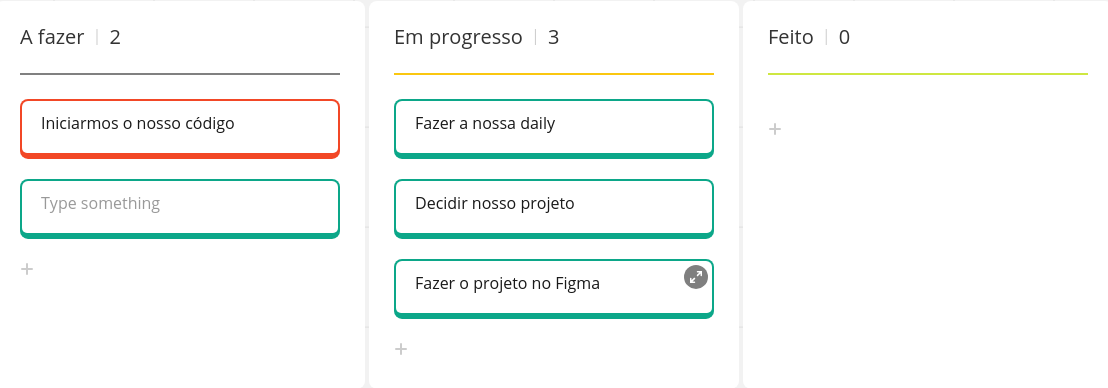 A fazer | 2
Iniciarmos o nosso código
Type something
+
Em progresso | 3
Fazer a nossa daily
Decidir nosso projeto
Fazer o projeto no Figma
+
Feito | 0
+